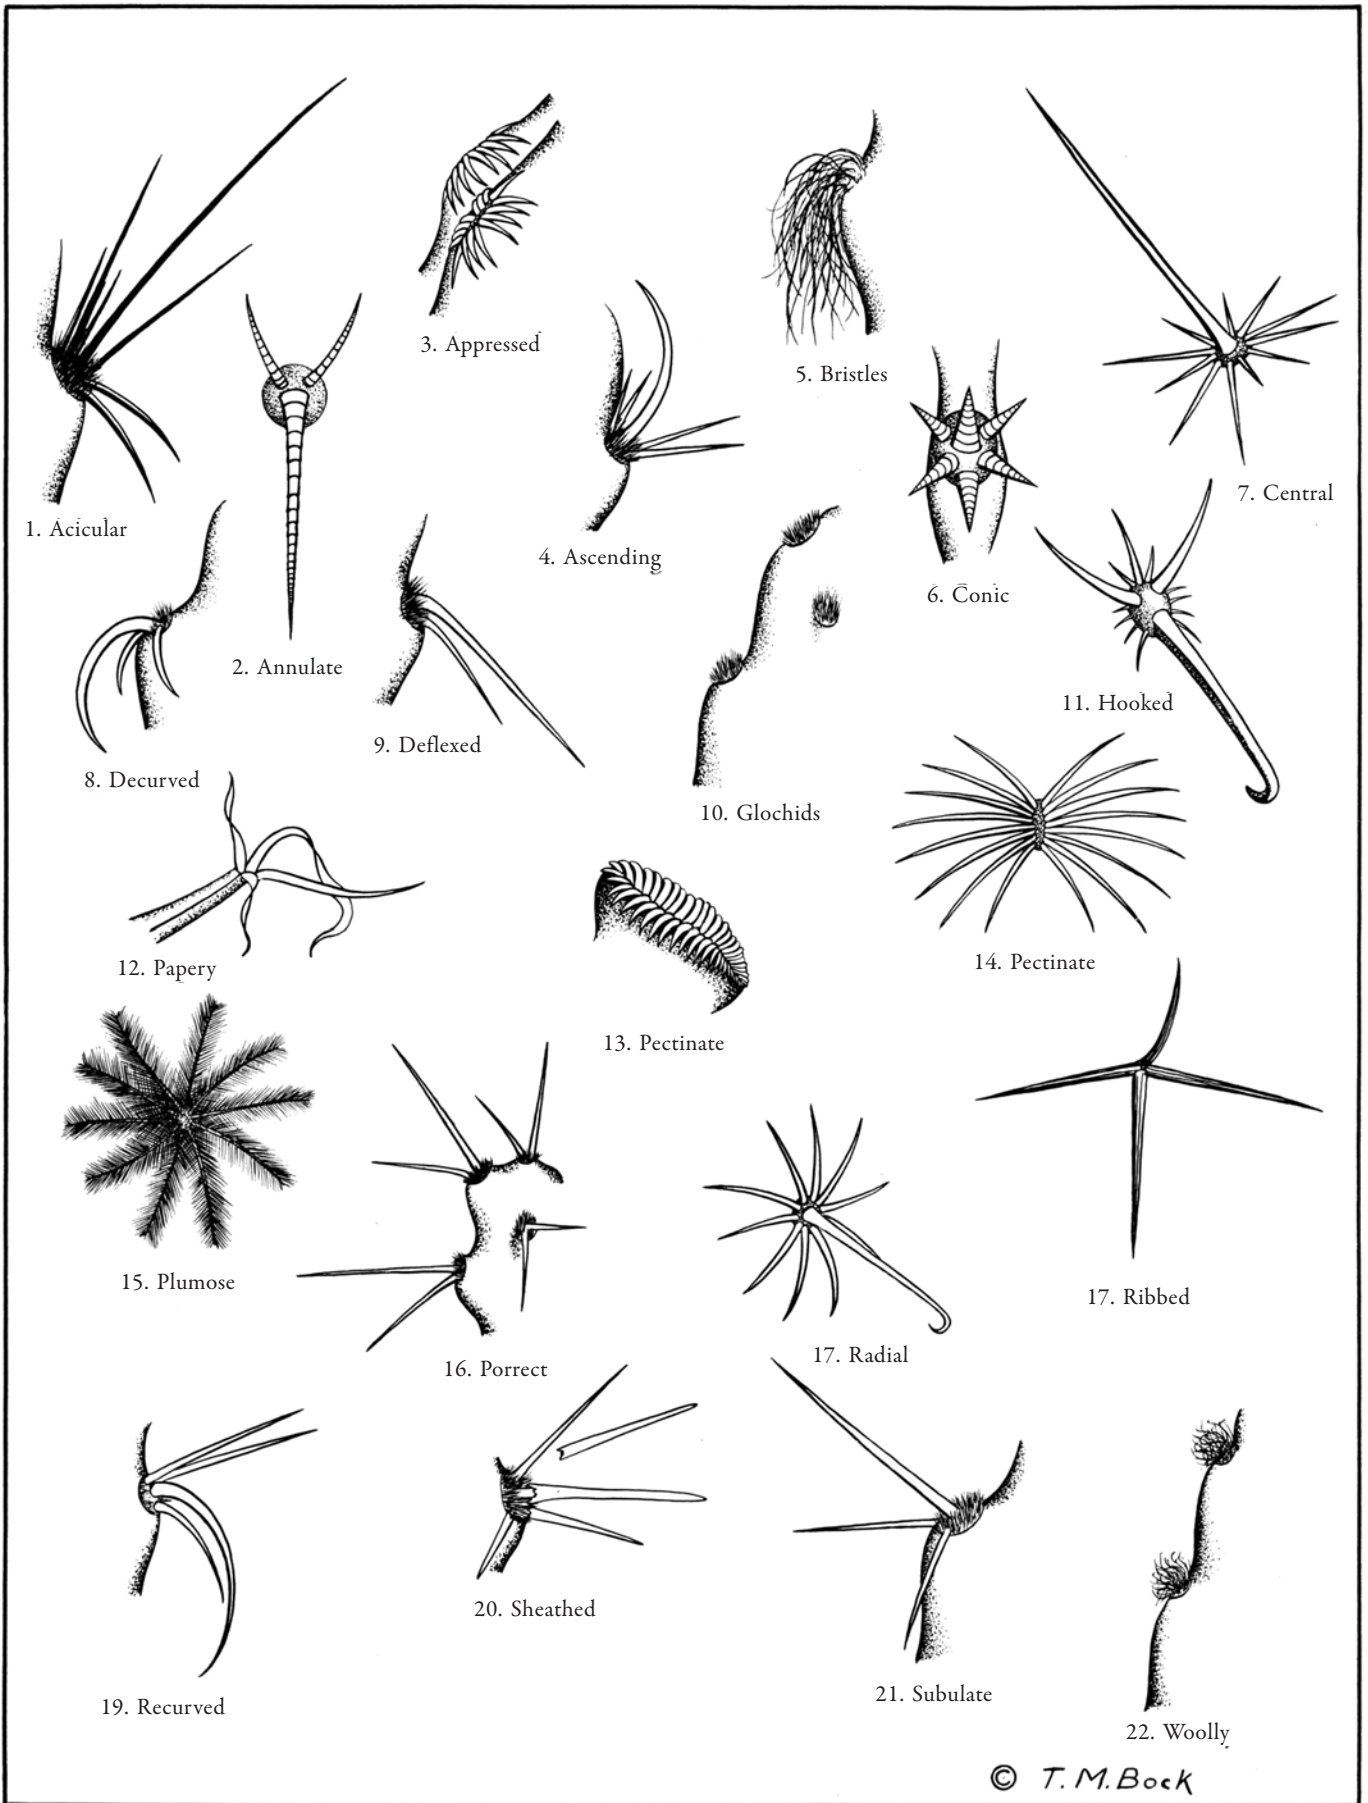 1. Acicular
2. Annulate
3. Appressed
4. Ascending
5. Bristles
6. Conic
7. Central
8. Decurved
9. Deflexed
10. Glochids
11. Hooked
12. Papery
13. Pectinate
14. Pectinate
15. Plumose
16. Porrect
17. Radial
17. Ribbed
19. Recurved
20. Sheathed
21. Subulate
22. Woolly
© T.M.Bock